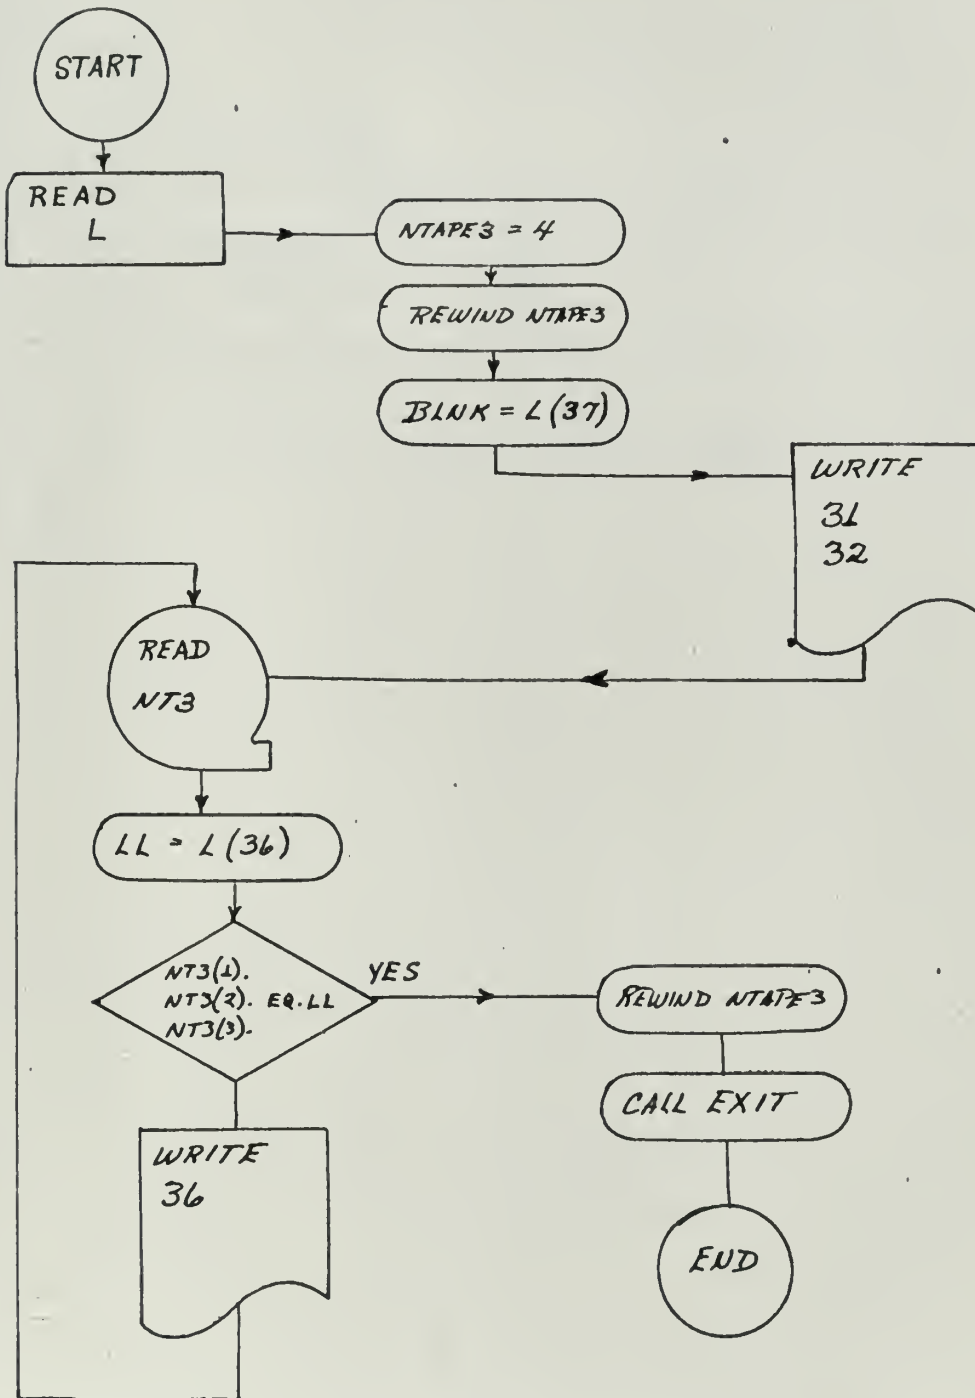 START
READ
L
NTAPE3 = 4
REWIND NTAPE3
BLNK = L(37)
WRITE
31
32
READ
NT3
LL = L(36)
NT3(1).
NT3(2). EQ.LL
NT3(3).
YES
REWIND NTAPE3
CALL EXIT
WRITE
36
END